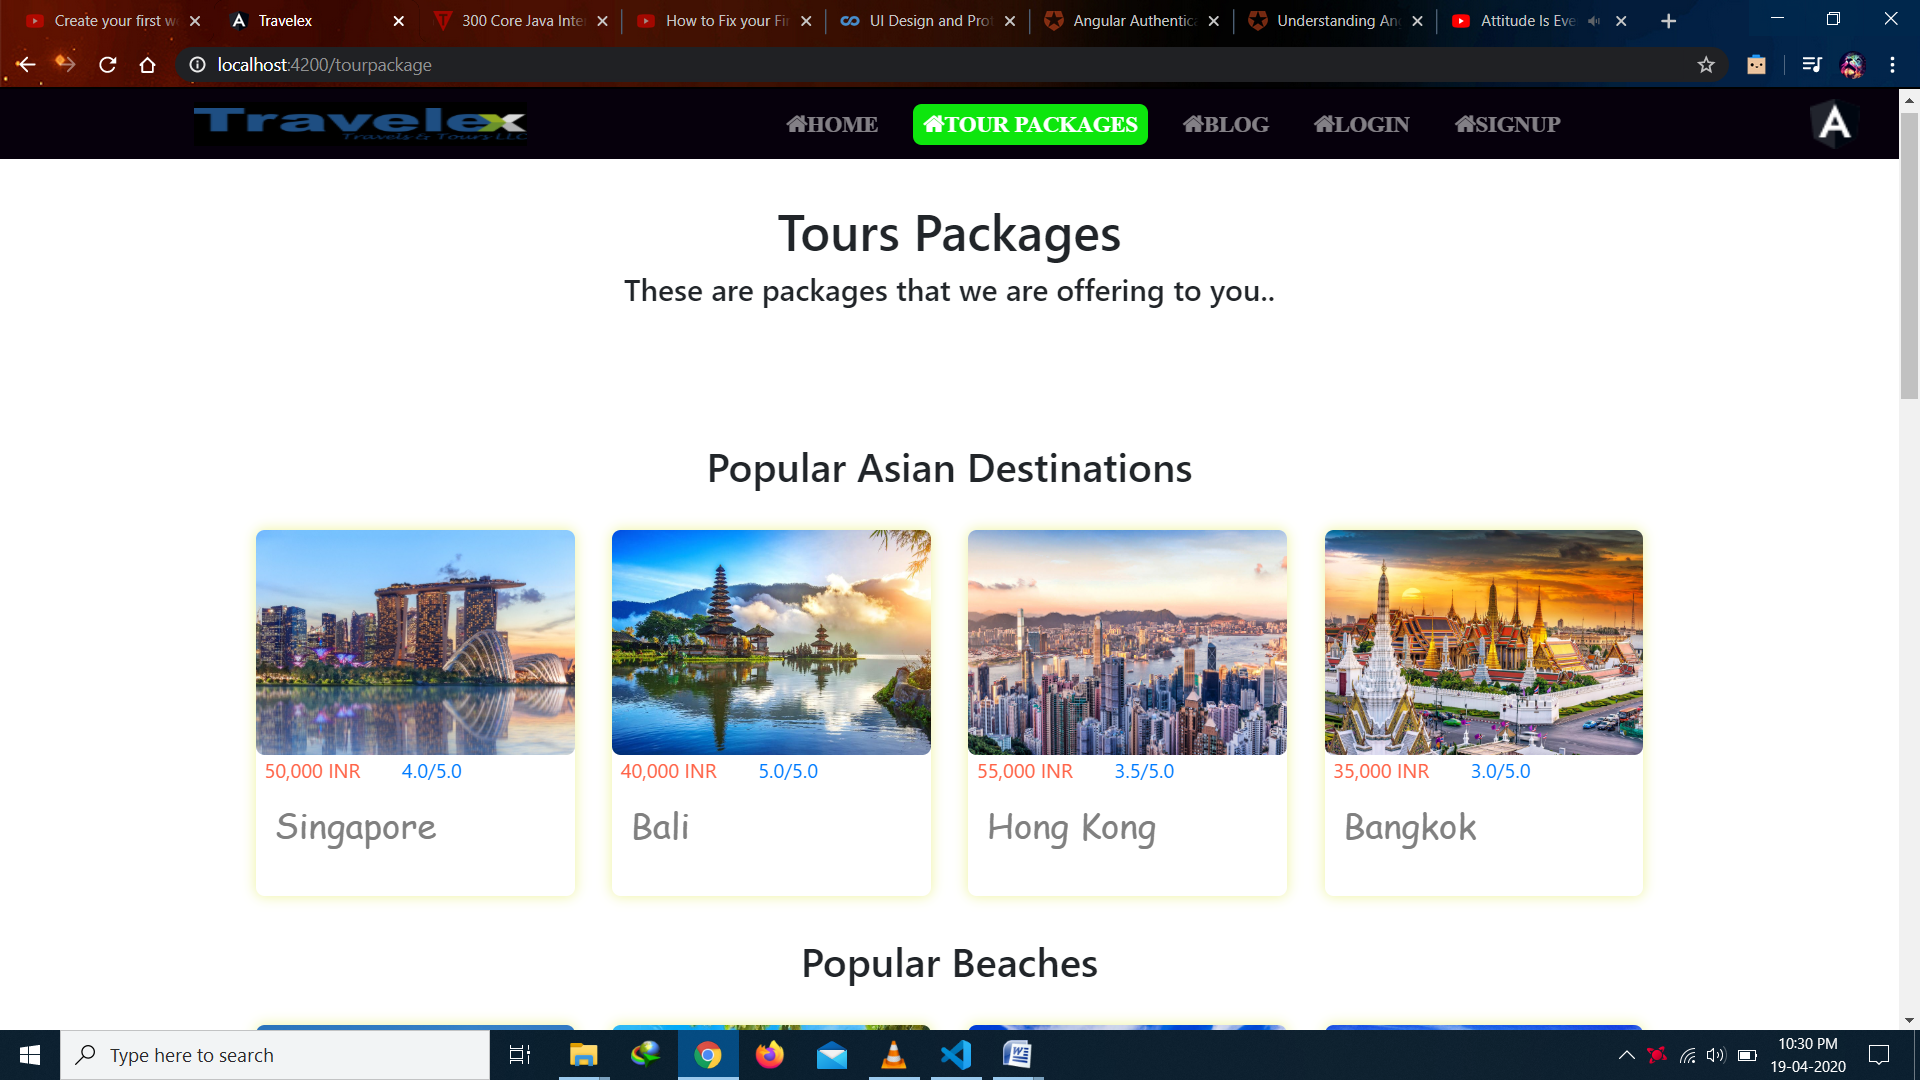 Create your first w
Travelex
300 Core Java Inte
How to Fix your Fir
UI Design and Prot
Angular Authentica
Understanding An
Attitude Is Eve
localhost:4200/tourpackage
Travelex
Travels & Tours LLC
HOME
TOUR PACKAGES
BLOG
LOGIN
SIGNUP
Tours Packages
These are packages that we are offering to you..
Popular Asian Destinations
50,000 INR 4.0/5.0
Singapore
40,000 INR 5.0/5.0
Bali
55,000 INR 3.5/5.0
Hong Kong
35,000 INR 3.0/5.0
Bangkok
Popular Beaches
Type here to search
10:30 PM
19-04-2020